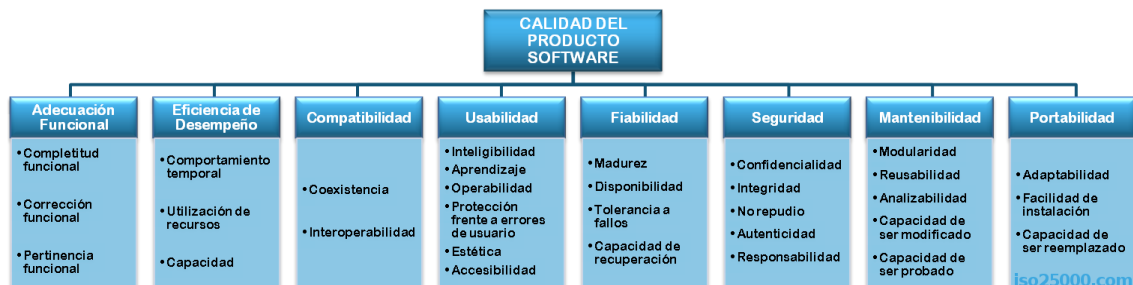 CALIDAD DEL
PRODUCTO
SOFTWARE
Adecuación
Funcional
• Completitud
funcional
• Corrección
funcional
• Pertinencia
funcional
Eficiencia de
Desempeño
• Comportamiento
temporal
• Utilización de
recursos
• Capacidad
Compatibilidad
• Coexistencia
• Interoperabilidad
Usabilidad
• Inteligibilidad
• Aprendizaje
• Operabilidad
• Protección
frente a errores
de usuario
• Estética
• Accesibilidad
Fiabilidad
• Madurez
• Disponibilidad
• Tolerancia a
fallos
• Capacidad de
recuperación
Seguridad
• Confidencialidad
• Integridad
• No repudio
• Autenticidad
• Responsabilidad
Mantenibilidad
• Modularidad
• Reusabilidad
• Analizabilidad
• Capacidad de
ser modificado
• Capacidad de
ser probado
Portabilidad
• Adaptabilidad
• Facilidad de
instalación
• Capacidad de
ser reemplazado
iso25000.com